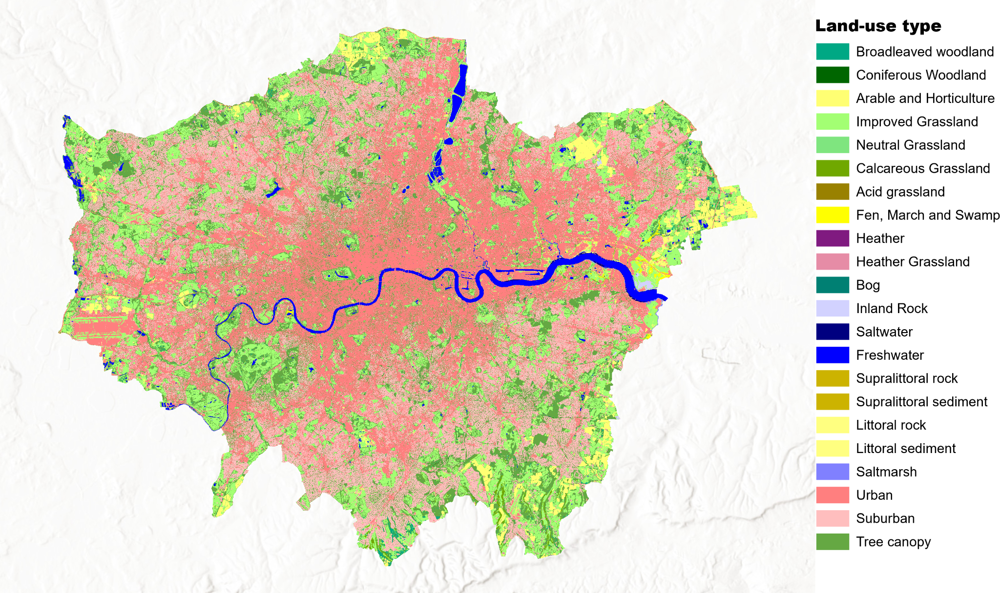 Land-use type
Broadleaved woodland
Coniferous Woodland
Arable and Horticulture
Improved Grassland
Neutral Grassland
Calcareous Grassland
Acid grassland
Fen, March and Swamp
Heather
Heather Grassland
Bog
Inland Rock
Saltwater
Freshwater
Supralittoral rock
Supralittoral sediment
Littoral rock
Littoral sediment
Saltmarsh
Urban
Suburban
Tree canopy